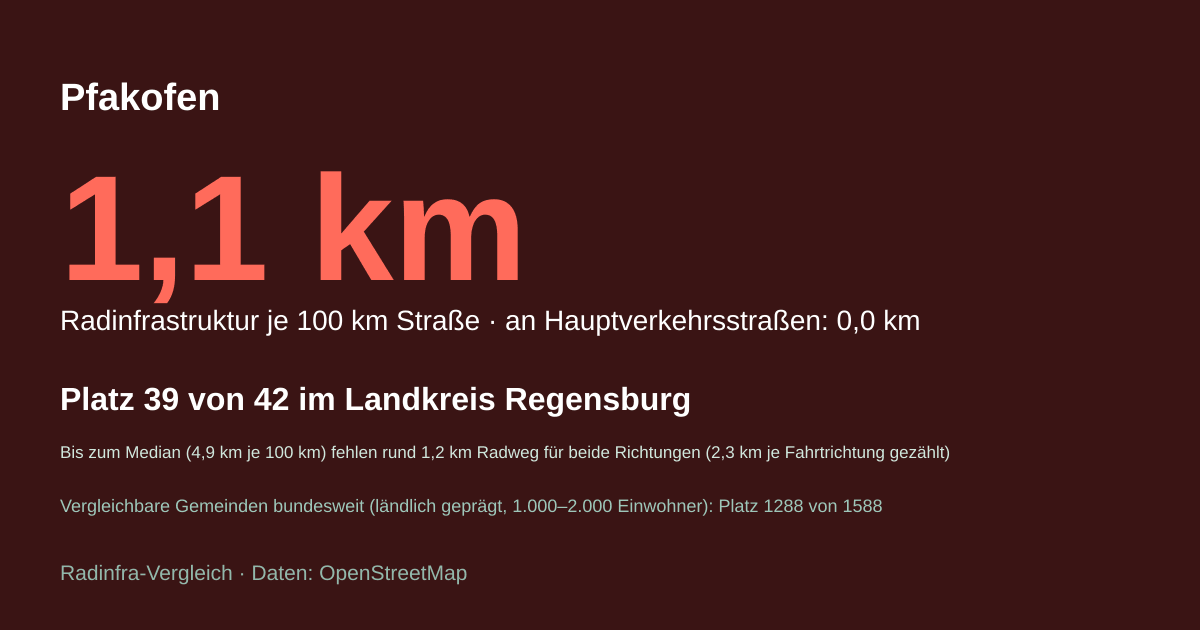 Pfakofen
1,1 km
Radinfrastruktur je 100 km Straße · an Hauptverkehrsstraßen: 0,0 km
Platz 39 von 42 im Landkreis Regensburg
Bis zum Median (4,9 km je 100 km) fehlen rund 1,2 km Radweg für beide Richtungen (2,3 km je Fahrtrichtung gezählt)
Vergleichbare Gemeinden bundesweit (ländlich geprägt, 1.000–2.000 Einwohner): Platz 1288 von 1588
Radinfra-Vergleich · Daten: OpenStreetMap